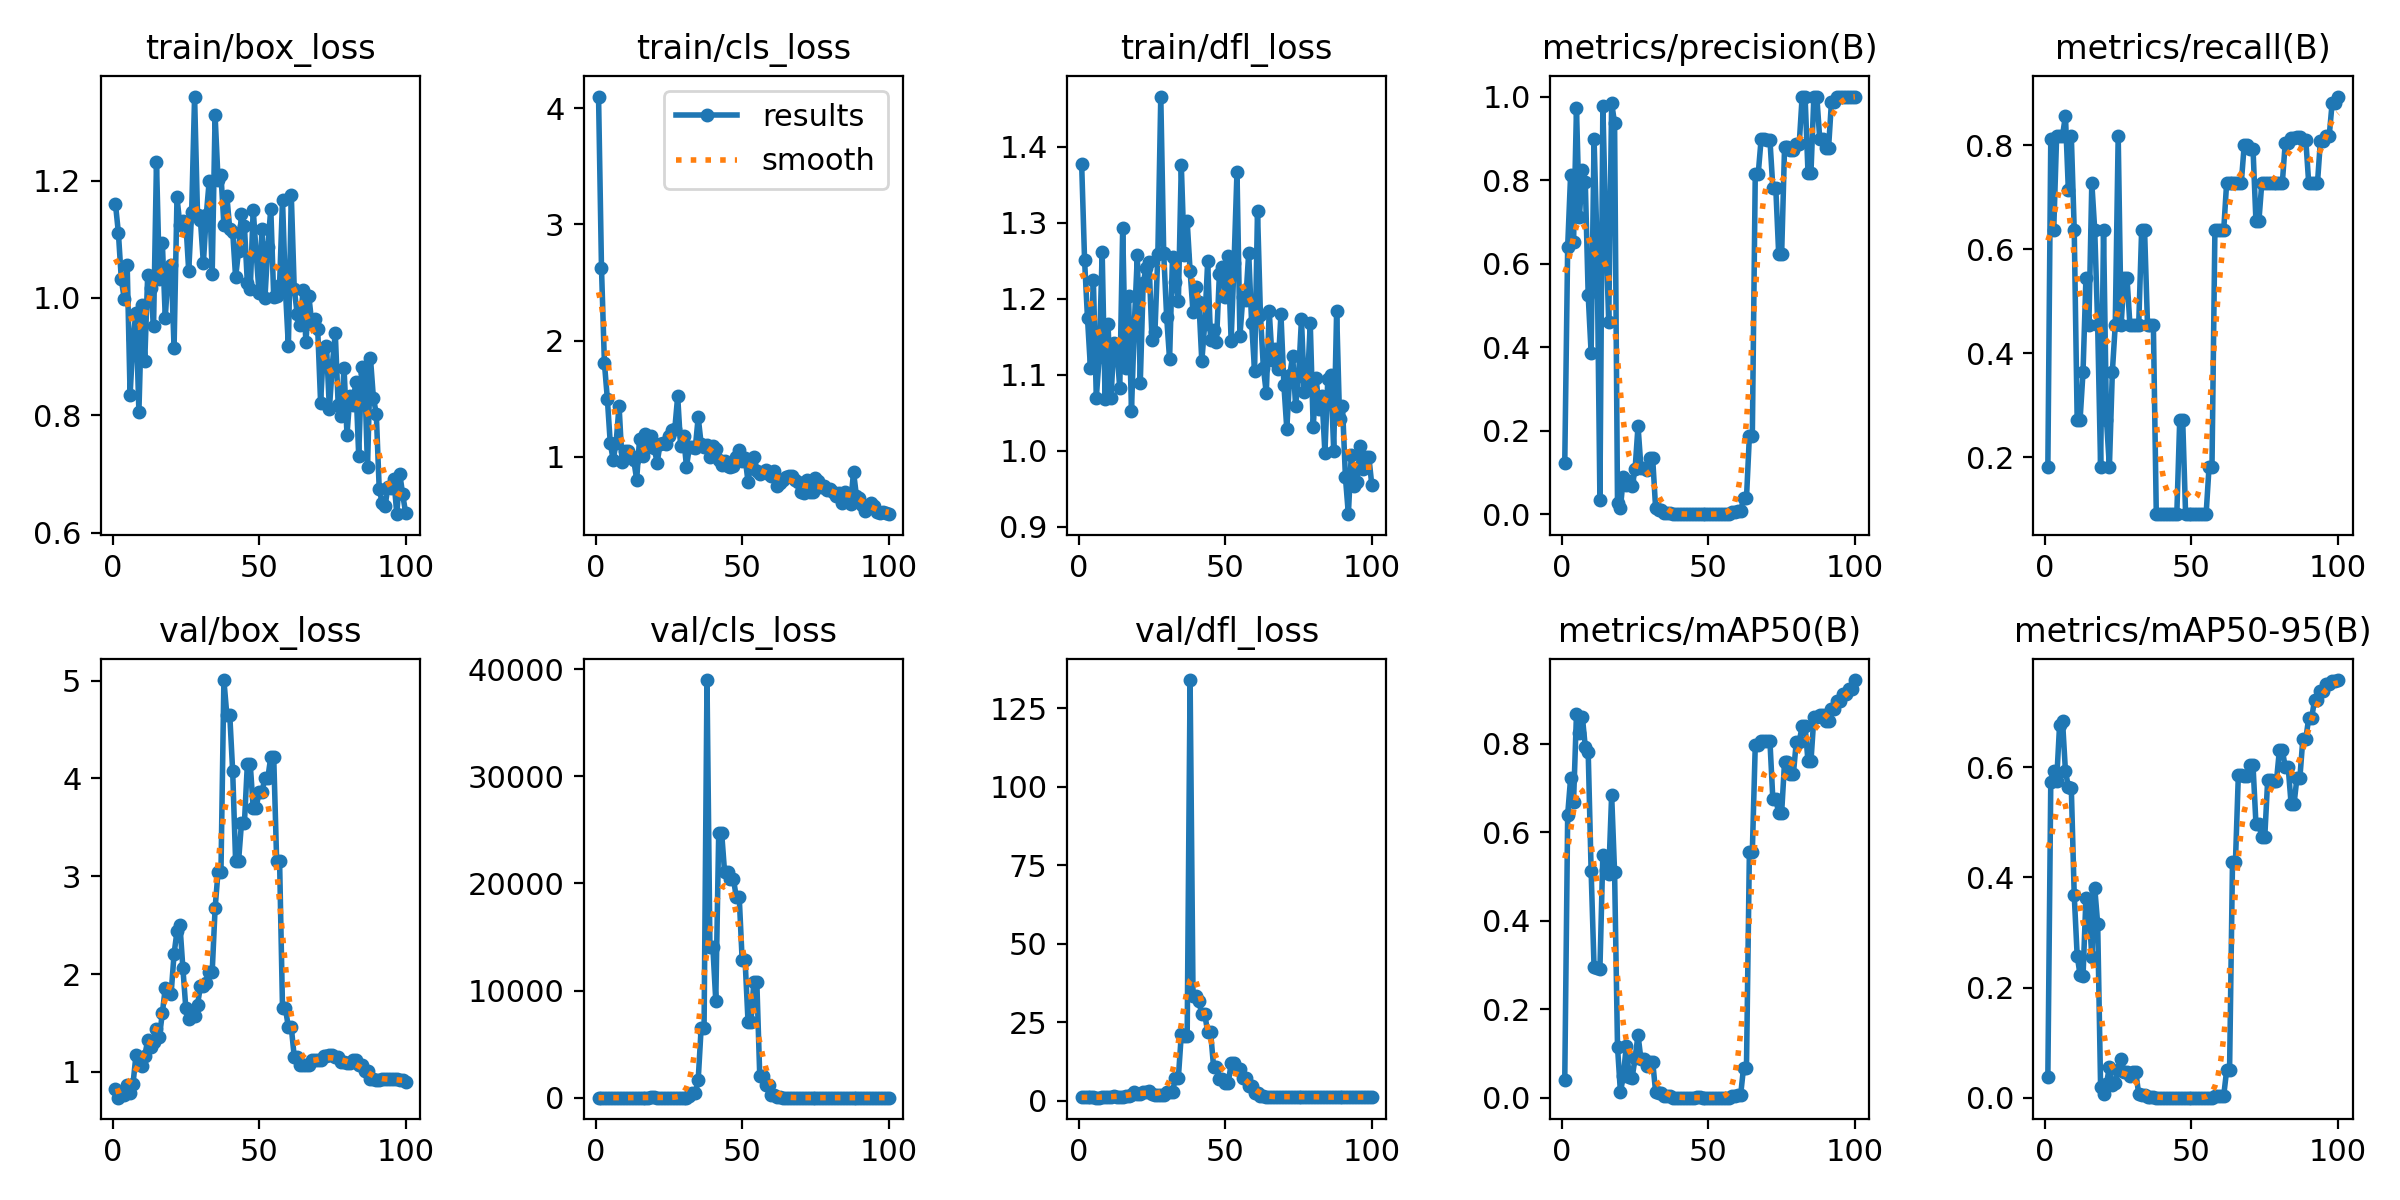 train/box_loss
1.2
1.0
0.8
0.6
0 50 100
train/cls_loss
results
smooth
4
3
2
1
0 50 100
train/dfl_loss
1.4
1.3
1.2
1.1
1.0
0.9
0 50 100
metrics/precision(B)
1.0
0.8
0.6
0.4
0.2
0.0
0 50 100
metrics/recall(B)
0.8
0.6
0.4
0.2
0 50 100
val/box_loss
5
4
3
2
1
0 50 100
val/cls_loss
40000
30000
20000
10000
0
0 50 100
val/dfl_loss
125
100
75
50
25
0
0 50 100
metrics/mAP50(B)
0.8
0.6
0.4
0.2
0.0
0 50 100
metrics/mAP50-95(B)
0.6
0.4
0.2
0.0
0 50 100